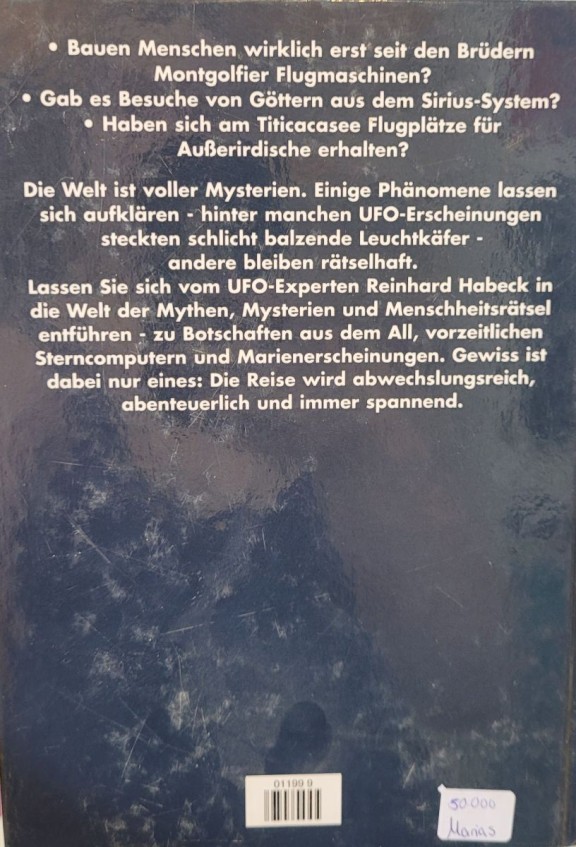 • Bauen Menschen wirklich erst seit den Brüdern
Montgolfier Flugmaschinen?
• Gab es Besuche von Göttern aus dem Sirius-System?
• Haben sich am Titicacasee Flugplätze für
Außerirdische erhalten?
Die Welt ist voller Mysterien. Einige Phänomene lassen
sich aufklären - hinter manchen UFO-Erscheinungen
steckten schlicht balzende Leuchtkäfer -
andere bleiben rätselhaft.
Lassen Sie sich vom UFO-Experten Reinhard Habeck in
die Welt der Mythen, Mysterien und Menschheitsrätsel
entführen - zu Botschaften aus dem All, vorzeitlichen
Sterncomputern und Marienerscheinungen. Gewiss ist
dabei nur eines: Die Reise wird abwechslungsreich,
abenteuerlich und immer spannend.
01199 9
50.000
Marias